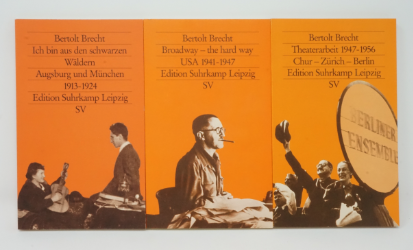 Bertolt Brecht
Ich bin aus den schwarzen
Wäldern
Augsburg und München
1913-1924
Edition Suhrkamp Leipzig
SV
Bertolt Brecht
Broadway – the hard way
USA 1941-1947
Edition Suhrkamp Leipzig
SV
Bertolt Brecht
Theaterarbeit 1947-1956
Chur – Zürich – Berlin
Edition Suhrkamp Leipzig
SV
BERLINER
ENSEMBLE